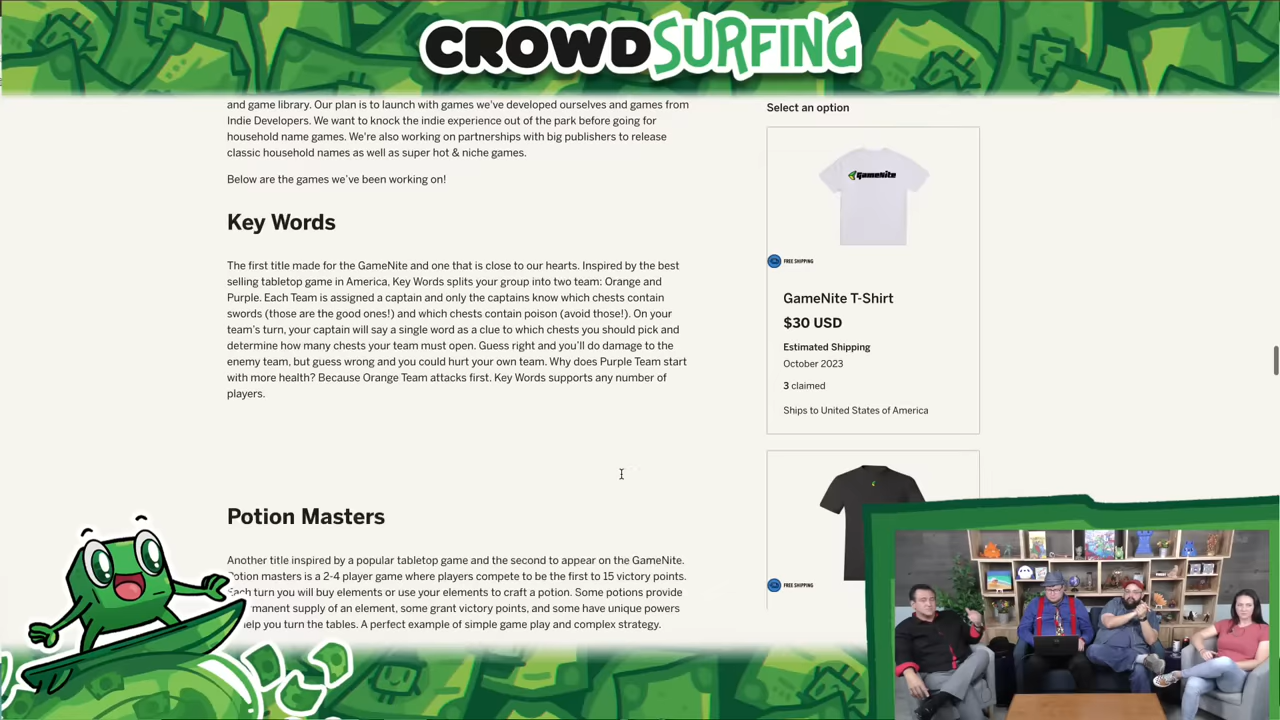 CROWDSURFING
and game library. Our plan is to launch with games we've developed ourselves and games from
Indie Developers. We want to knock the indie experience out of the park before going for
household name games. We're also working on partnerships with big publishers to release
classic household names as well as super hot & niche games.
Below are the games we've been working on!
Key Words
The first title made for the GameNite and one that is close to our hearts. Inspired by the best
selling tabletop game in America, Key Words splits your group into two team: Orange and
Purple. Each Team is assigned a captain and only the captains know which chests contain
swords (those are the good ones!) and which chests contain poison (avoid those!). On your
team's turn, your captain will say a single word as a clue to which chests you should pick and
determine how many chests your team must open. Guess right and you'll do damage to the
enemy team, but guess wrong and you could hurt your own team. Why does Purple Team start
with more health? Because Orange Team attacks first. Key Words supports any number of
players.
Potion Masters
Another title inspired by a popular tabletop game and the second to appear on the GameNite.
Potion masters is a 2-4 player game where players compete to be the first to 15 victory points.
Each turn you will buy elements or use your elements to craft a potion. Some potions provide
permanent supply of an element, some grant victory points, and some have unique powers
help you turn the tables. A perfect example of simple game play and complex strategy.
Select an option
GameNite
FREE SHIPPING
GameNite T-Shirt
$30 USD
Estimated Shipping
October 2023
3 claimed
Ships to United States of America
FREE SHIPPING